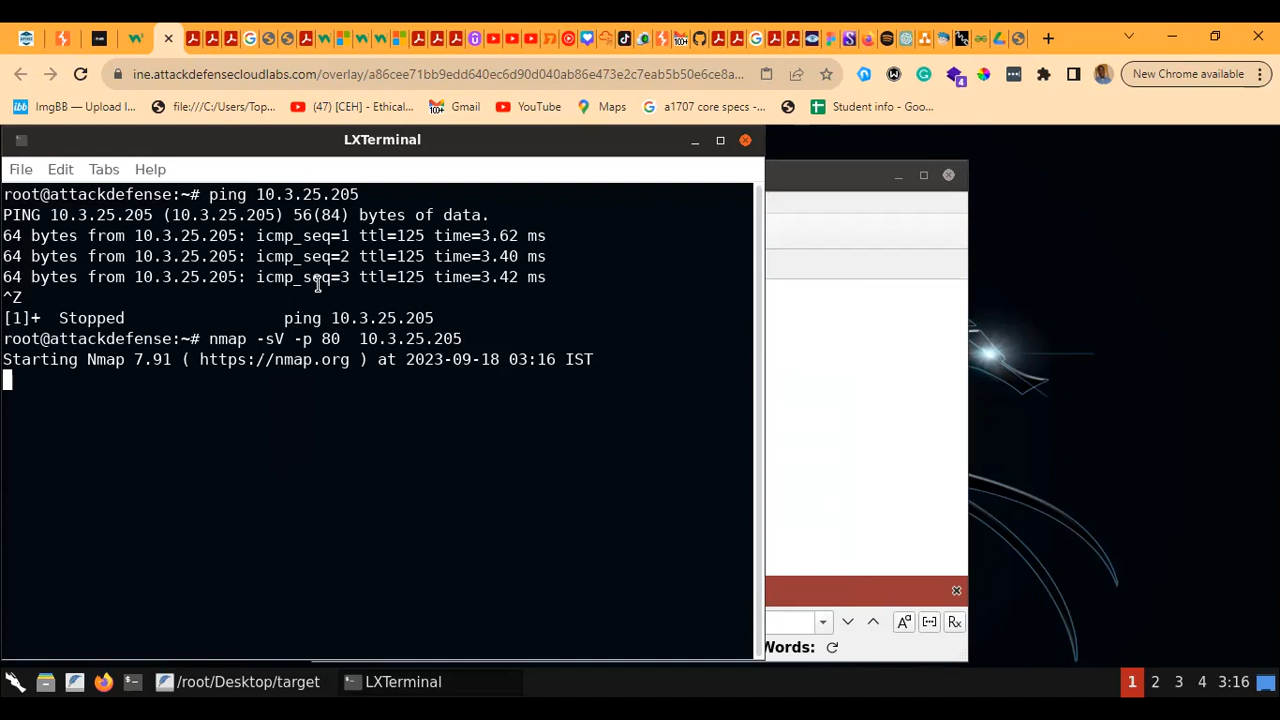 ine.attackdefensecloudlabs.com/overlay/a86cce71bb9edd640ec6d90d040ab86e473e2c7eab5b50e6ce8a...
New Chrome available
ImgBB — Upload I...
file:///C:/Users/Top...
(47) [CEH] - Ethical...
Gmail
YouTube
Maps
a1707 core specs -...
Student info - Goo...
LXTerminal
File Edit Tabs Help
root@attackdefense:~# ping 10.3.25.205
PING 10.3.25.205 (10.3.25.205) 56(84) bytes of data.
64 bytes from 10.3.25.205: icmp_seq=1 ttl=125 time=3.62 ms
64 bytes from 10.3.25.205: icmp_seq=2 ttl=125 time=3.40 ms
64 bytes from 10.3.25.205: icmp_seq=3 ttl=125 time=3.42 ms
^Z
[1]+  Stopped                 ping 10.3.25.205
root@attackdefense:~# nmap -sV -p 80  10.3.25.205
Starting Nmap 7.91 ( https://nmap.org ) at 2023-09-18 03:16 IST
Words:
/root/Desktop/target
LXTerminal
1 2 3 4 3:16